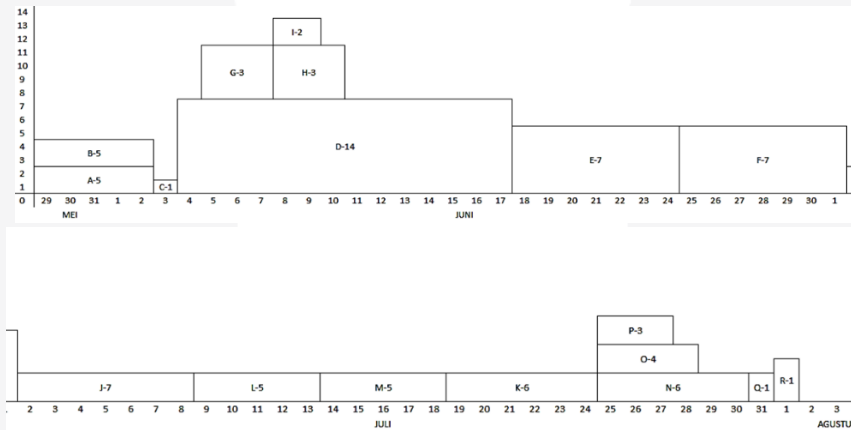 14
13
12
11
10
9
8
7
6
5
4
3
2
1
0
I-2
G-3 H-3
B-5 D-14 E-7 F-7
A-5 C-1
29 30 31 1 2 3 4 5 6 7 8 9 10 11 12 13 14 15 16 17 18 19 20 21 22 23 24 25 26 27 28 29 30 1
MEI JUNI
P-3
O-4
J-7 L-5 M-5 K-6 N-6 Q-1 R-1
2 3 4 5 6 7 8 9 10 11 12 13 14 15 16 17 18 19 20 21 22 23 24 25 26 27 28 29 30 31 1 2 3
JULI AGUSTU